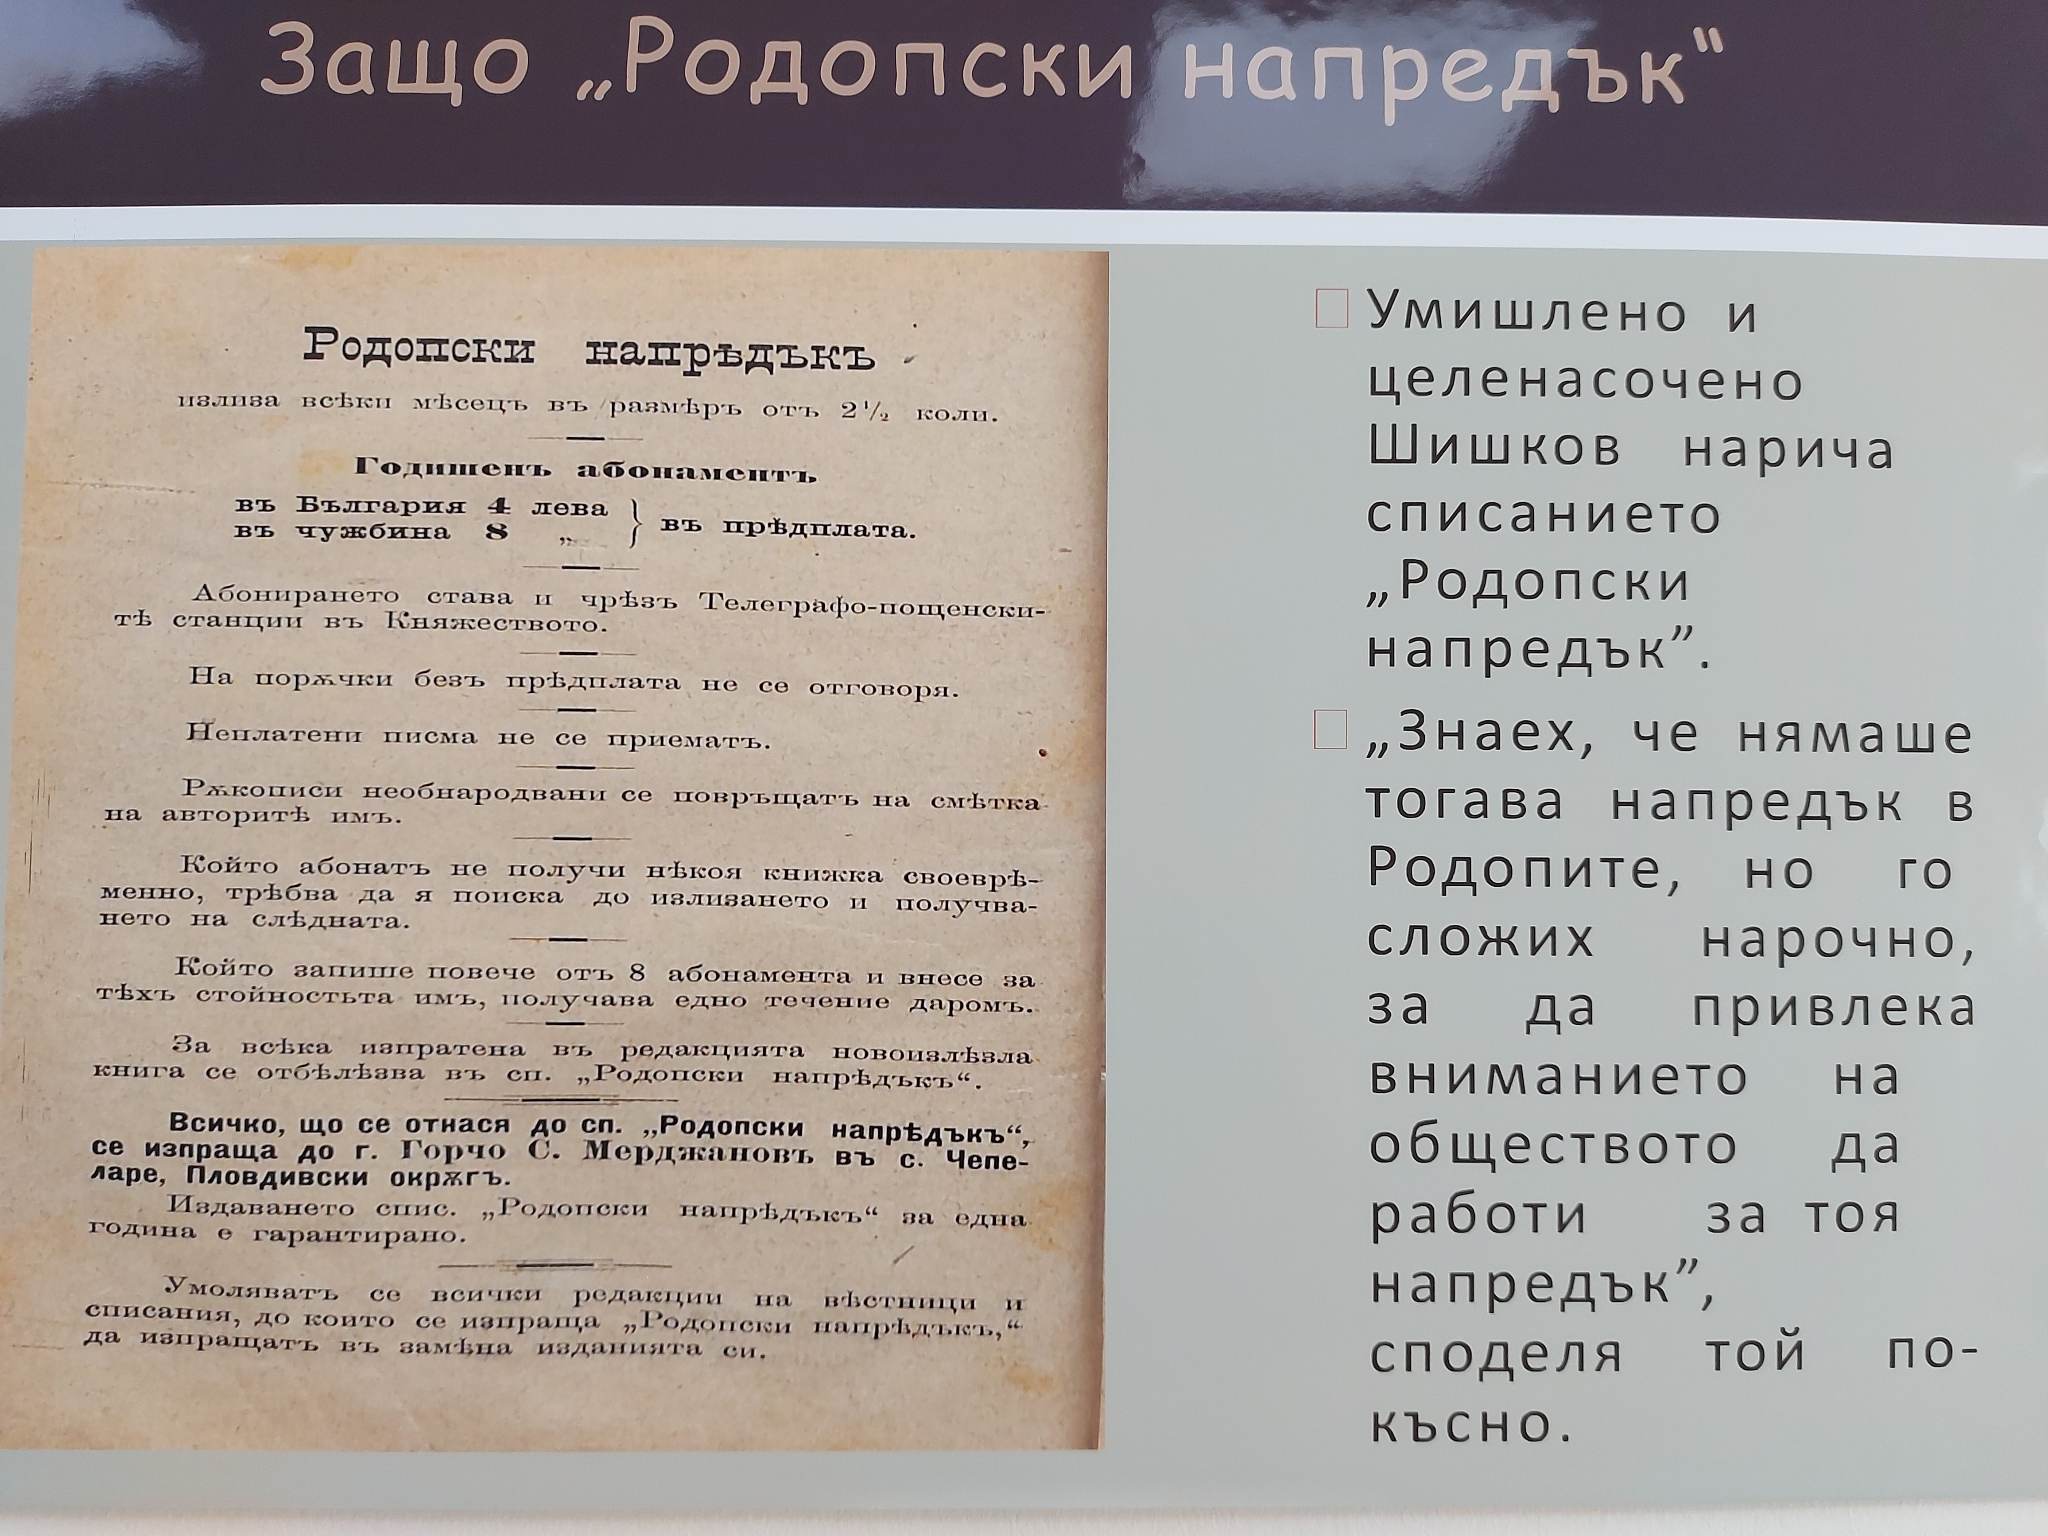 Защо „Родопски напредък“
Родопски напрѣдъкъ
излиза всѣки мѣсецъ въ размѣръ отъ 2½ коли.
Годишенъ абонаментъ
въ България 4 лева
въ чужбина 8 „
въ прѣдплата.
Абонирането става и чрѣзъ Телеграфо-пощенски-
тѣ станции въ Княжеството.
На порѫчки безъ прѣдплата не се отговоря.
Неплатени писма не се приематъ.
Рѫкописи необнародвани се повръщатъ на смѣтка
на авторитѣ имъ.
Който абонатъ не получи нѣкоя книжка своеврѣ-
менно, трѣбва да я поиска до излизането и получва-
нето на слѣдната.
Който запише повече отъ 8 абонамента и внесе за
тѣхъ стойностьта имъ, получава едно течение даромъ.
За всѣка изпратена въ редакцията новоизлѣзла
книга се отбѣлѣзва въ сп. „Родопски напрѣдъкъ“.
Всичко, що се отнася до сп. „Родопски напрѣдъкъ“,
се изпраща до г. Горчо С. Мерджановъ въ с. Чепе-
ларе, Пловдивски окрѫгъ.
Издаването спис. „Родопски напрѣдъкъ“ за една
година е гарантирано.
Умоляватъ се всички редакции на вѣстници и
списания, до които се изпраща „Родопски напрѣдъкъ,“
да изпращатъ въ замѣна изданията си.
Умишлено и
целенасочено
Шишков нарича
списанието
„Родопски
напредък”.
„Знаех, че нямаше
тогава напредък в
Родопите, но го
сложих нарочно,
за да привлека
вниманието на
обществото да
работи за тоя
напредък”,
споделя той по-
късно.